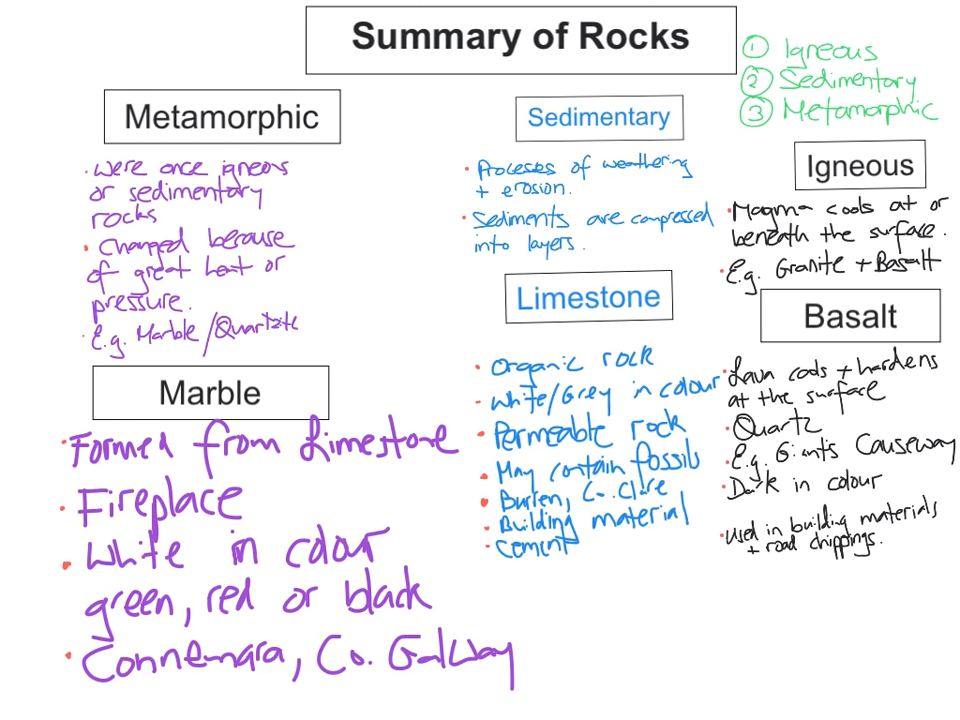 Summary of Rocks
① Igneous
② Sedimentary
③ Metamorphic
Metamorphic
· Were once igneous
or sedimentary
rocks
· Changed because
of great heat or
pressure.
· E.g. Marble/Quartzite
Marble
· Formed from Limestone
· Fireplace
· White in colour
green, red or black
· Connemara, Co. Galway
Sedimentary
· Processes of weathering
+ erosion.
· Sediments are compressed
into layers.
Limestone
· Organic rock
· White/Grey in colour
· Permeable rock
· May contain fossils
· Burren, Co. Clare
· Building material
· Cement
Igneous
· Magma cools at or
beneath the surface.
· E.g. Granite + Basalt
Basalt
· Lava cools + hardens
at the surface
· Quartz
· E.g. Giant's Causeway
· Dark in colour
· Used in building materials
+ road chippings.